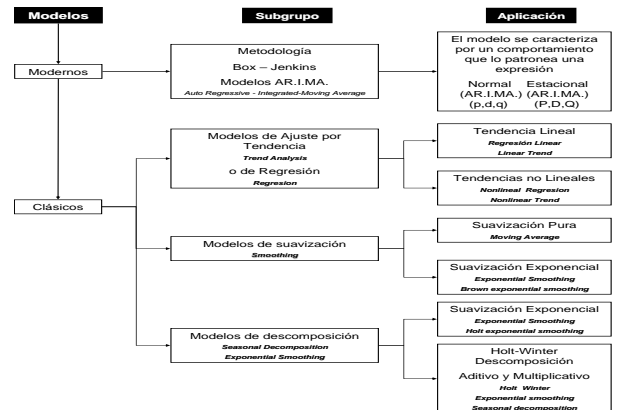 Modelos
Subgrupo
Aplicación
Modernos
Metodología
Box – Jenkins
Modelos AR.I.MA.
Auto Regressive - Integrated-Moving Average
El modelo se caracteriza
por un comportamiento
que lo patronea una
expresión
Normal Estacional
(AR.I.MA.) (AR.I.MA.)
(p,d,q) (P,D,Q)
Clásicos
Modelos de Ajuste por
Tendencia
Trend Analysis
o de Regresión
Regresion
Tendencia Lineal
Regresión Linear
Linear Trend
Tendencias no Lineales
Nonlineal Regresion
Nonlinear Trend
Modelos de suavización
Smoothing
Suavización Pura
Moving Average
Suavización Exponencial
Exponential Smoothing
Brown exponential smoothing
Modelos de descomposición
Seasonal Decomposition
Exponential Smoothing
Suavización Exponencial
Exponential Smoothing
Holt exponential smoothing
Holt-Winter
Descomposición
Aditivo y Multiplicativo
Holt Winter
Exponential smoothing
Seasonal decomposition